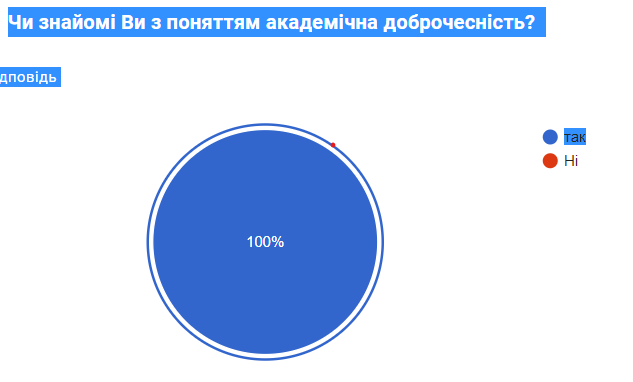 Чи знайомі Ви з поняттям академічна доброчесність?
дповідь
так
Ні
100%